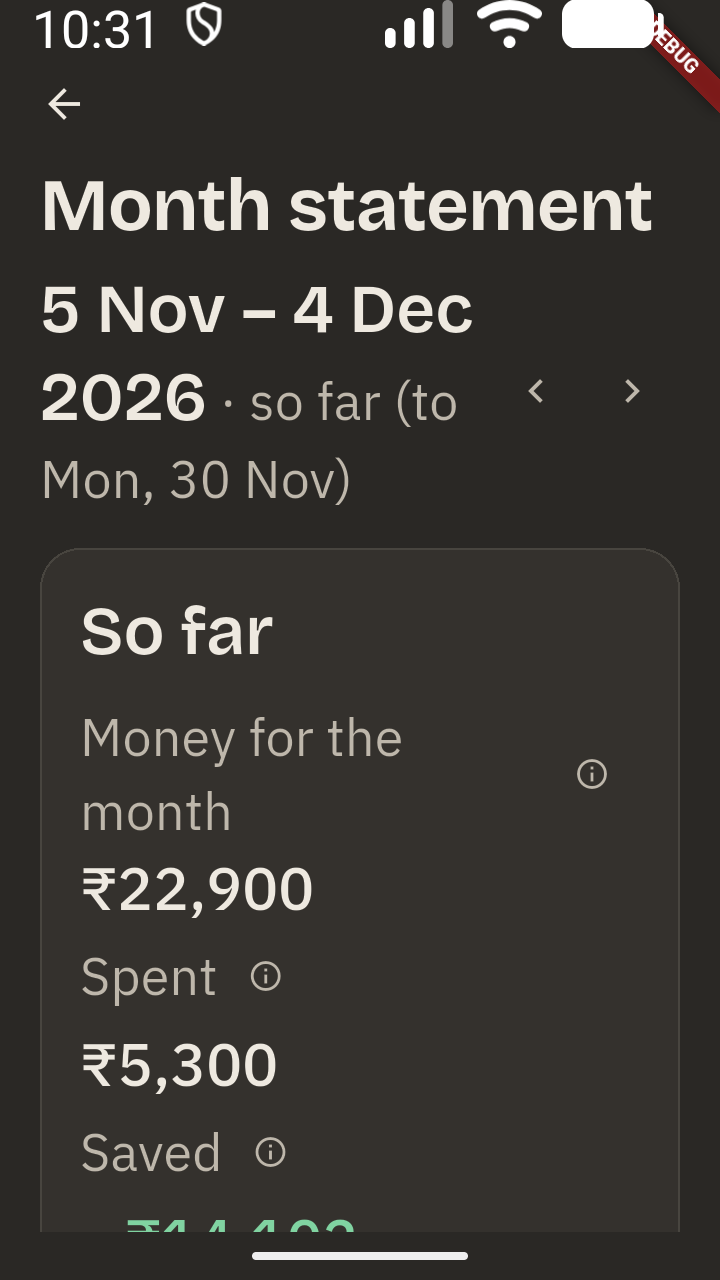 10:31
DEBUG
Month statement
5 Nov – 4 Dec
2026 · so far (to
Mon, 30 Nov)
So far
Money for the
month
₹22,900
Spent
₹5,300
Saved